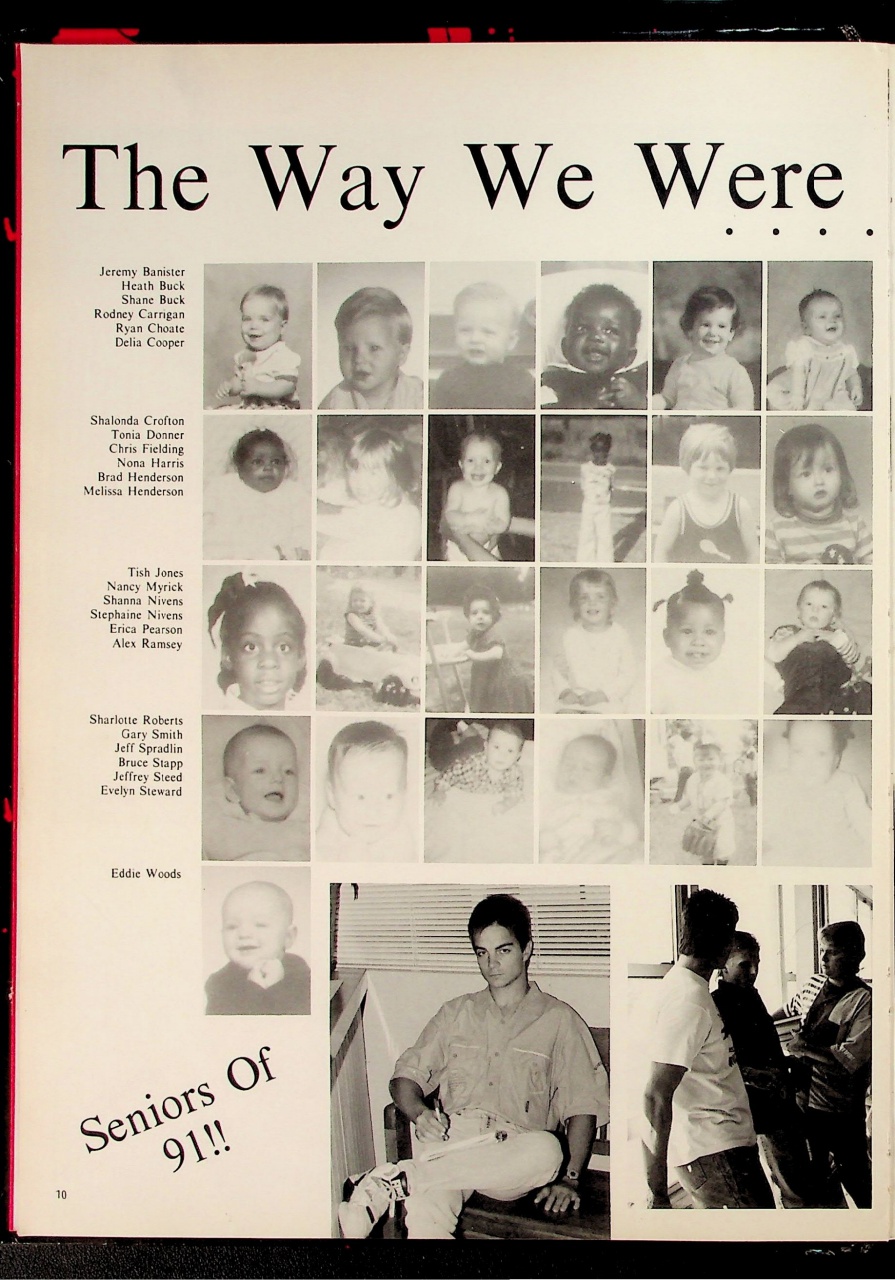 The Way We Were
. . . .
Jeremy Banister
Heath Buck
Shane Buck
Rodney Carrigan
Ryan Choate
Delia Cooper
Shalonda Crofton
Tonia Donner
Chris Fielding
Nona Harris
Brad Henderson
Melissa Henderson
Tish Jones
Nancy Myrick
Shanna Nivens
Stephaine Nivens
Erica Pearson
Alex Ramsey
Sharlotte Roberts
Gary Smith
Jeff Spradlin
Bruce Stapp
Jeffrey Steed
Evelyn Steward
Eddie Woods
Seniors Of
91!!
10